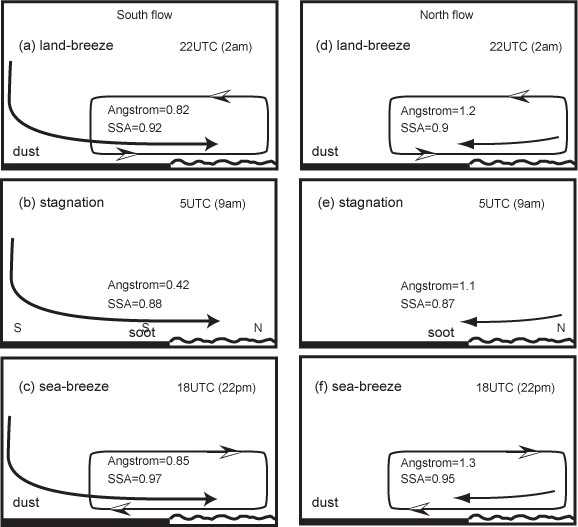 South flow
(a) land-breeze 22UTC (2am)
Angstrom=0.82
SSA=0.92
dust
(b) stagnation 5UTC (9am)
Angstrom=0.42
SSA=0.88
S S N
soot
(c) sea-breeze 18UTC (22pm)
Angstrom=0.85
SSA=0.97
dust
North flow
(d) land-breeze 22UTC (2am)
Angstrom=1.2
SSA=0.9
dust
(e) stagnation 5UTC (9am)
Angstrom=1.1
SSA=0.87
N
soot
(f) sea-breeze 18UTC (22pm)
Angstrom=1.3
SSA=0.95
dust